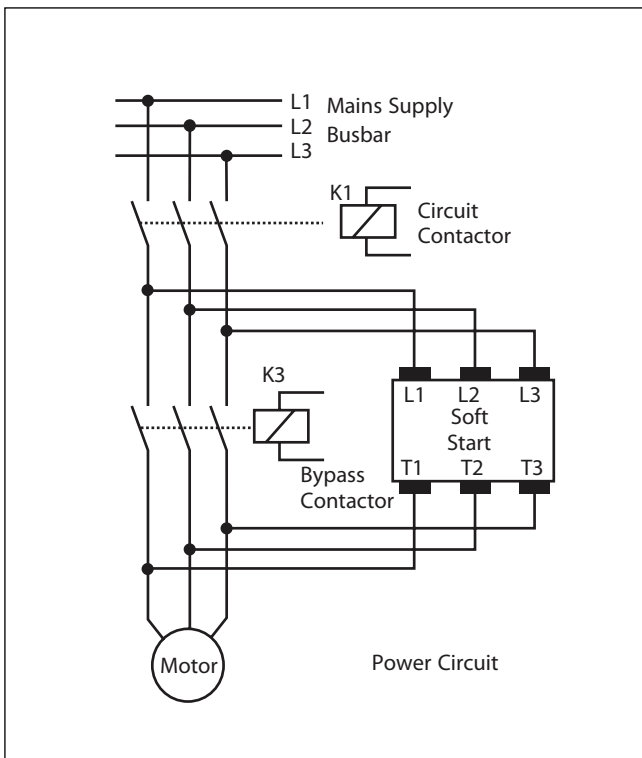 L1 Mains Supply
L2 Busbar
L3
K1
Circuit
Contactor
K3
Bypass
Contactor
L1 L2 L3
Soft
Start
T1 T2 T3
Motor
Power Circuit